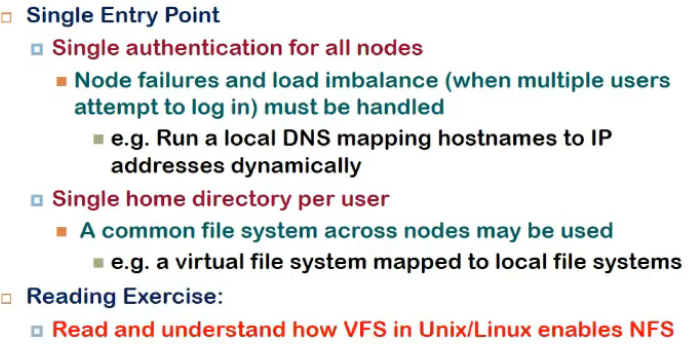 Single Entry Point
Single authentication for all nodes
Node failures and load imbalance (when multiple users
attempt to log in) must be handled
e.g. Run a local DNS mapping hostnames to IP
addresses dynamically
Single home directory per user
A common file system across nodes may be used
e.g. a virtual file system mapped to local file systems
Reading Exercise:
Read and understand how VFS in Unix/Linux enables NFS